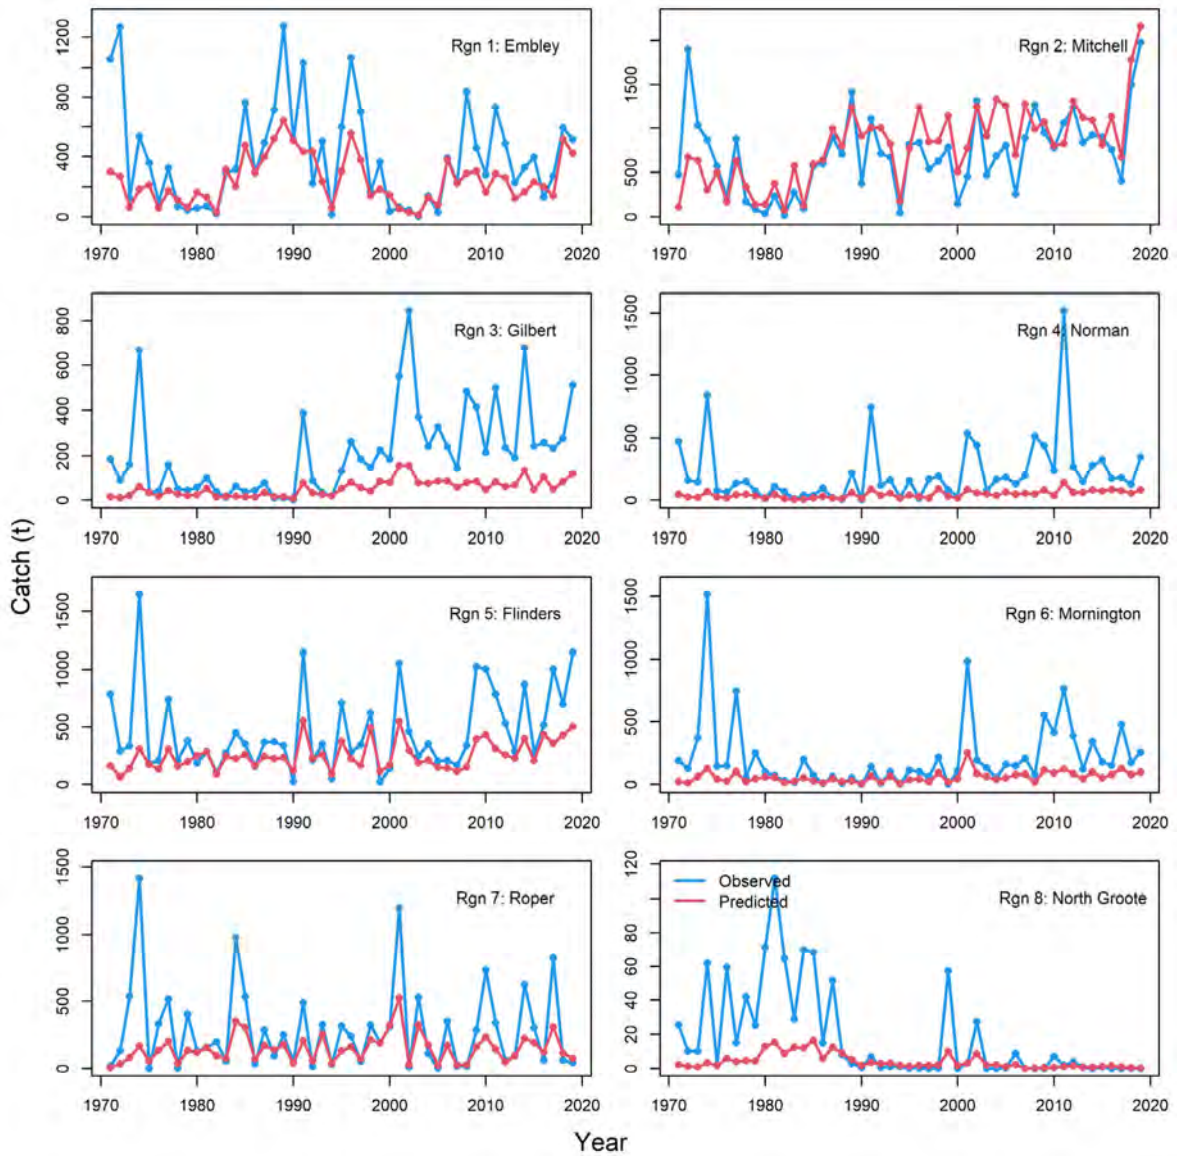 Rgn 1: Embley
0 400 800 1200
1970 1980 1990 2000 2010 2020
Rgn 2: Mitchell
0 500 1500
1970 1980 1990 2000 2010 2020
Rgn 3: Gilbert
0 200 400 600 800
1970 1980 1990 2000 2010 2020
Rgn 4: Norman
0 500 1000 1500
1970 1980 1990 2000 2010 2020
Rgn 5: Flinders
0 500 1000 1500
1970 1980 1990 2000 2010 2020
Rgn 6: Mornington
0 500 1000 1500
1970 1980 1990 2000 2010 2020
Rgn 7: Roper
0 500 1000 1500
1970 1980 1990 2000 2010 2020
Observed
Predicted
Rgn 8: North Groote
0 20 40 60 80 120
1970 1980 1990 2000 2010 2020
Catch (t)
Year